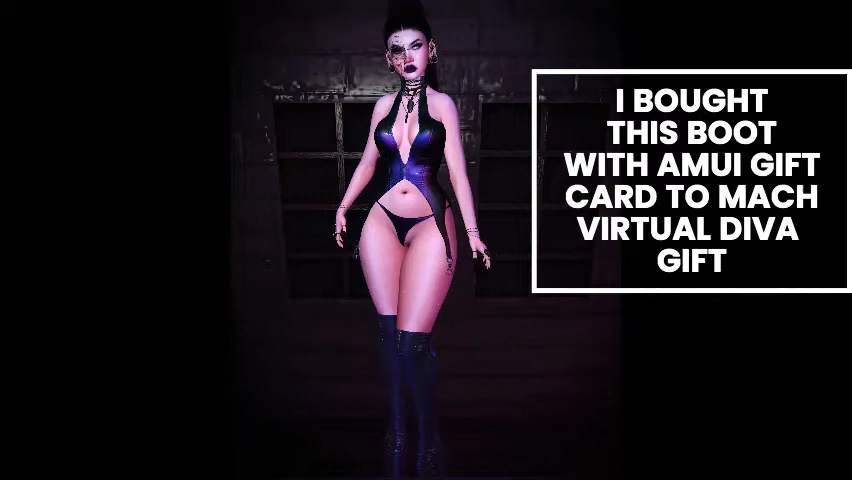 I BOUGHT
THIS BOOT
WITH AMUI GIFT
CARD TO MACH
VIRTUAL DIVA
GIFT